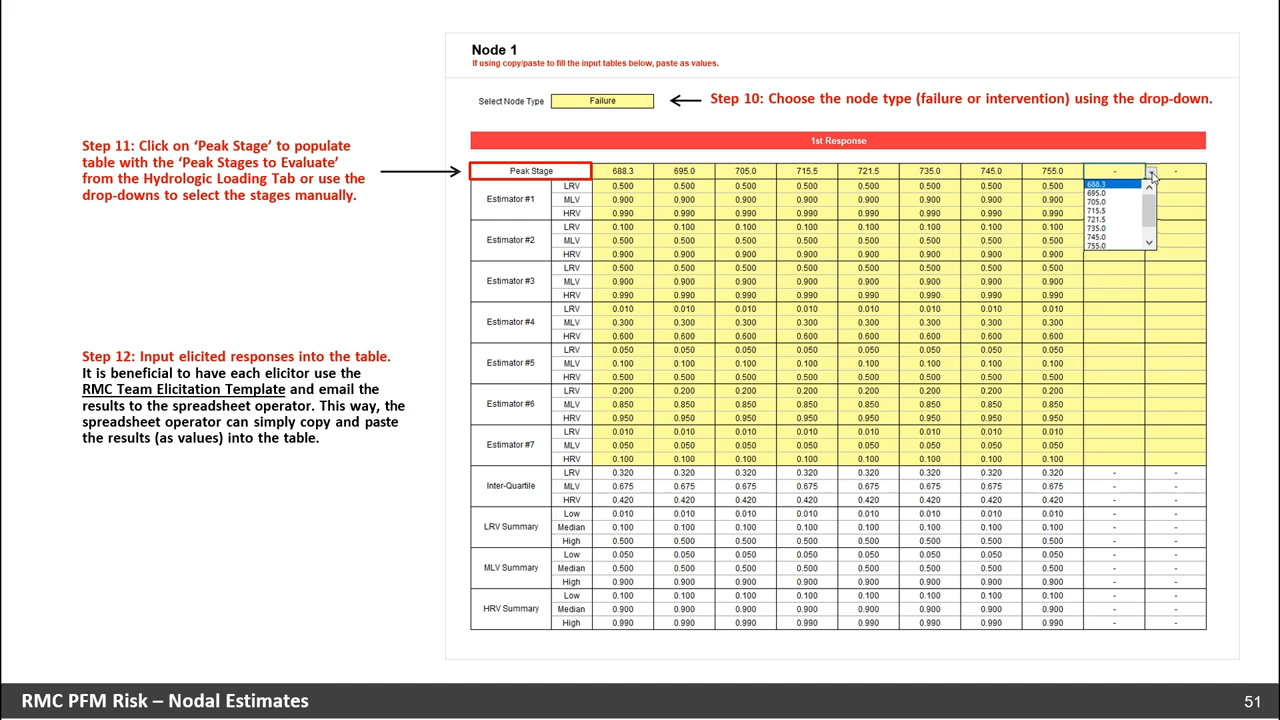 Node 1
If using copy/paste to fill the input tables below, paste as values.
Select Node Type Failure
Step 10: Choose the node type (failure or intervention) using the drop-down.
1st Response
Step 11: Click on ‘Peak Stage’ to populate
table with the ‘Peak Stages to Evaluate’
from the Hydrologic Loading Tab or use the
drop-downs to select the stages manually.
Peak Stage 688.3 695.0 705.0 715.5 721.5 735.0 745.0 755.0 - -
688.3
695.0
705.0
715.5
721.5
735.0
745.0
755.0
Estimator #1
LRV 0.500 0.500 0.500 0.500 0.500 0.500 0.500 0.500
MLV 0.900 0.900 0.900 0.900 0.900 0.900 0.900 0.900
HRV 0.990 0.990 0.990 0.990 0.990 0.990 0.990 0.990
Estimator #2
LRV 0.100 0.100 0.100 0.100 0.100 0.100 0.100 0.100
MLV 0.500 0.500 0.500 0.500 0.500 0.500 0.500 0.500
HRV 0.900 0.900 0.900 0.900 0.900 0.900 0.900 0.900
Estimator #3
LRV 0.500 0.500 0.500 0.500 0.500 0.500 0.500 0.500
MLV 0.900 0.900 0.900 0.900 0.900 0.900 0.900 0.900
HRV 0.990 0.990 0.990 0.990 0.990 0.990 0.990 0.990
Estimator #4
LRV 0.010 0.010 0.010 0.010 0.010 0.010 0.010 0.010
MLV 0.300 0.300 0.300 0.300 0.300 0.300 0.300 0.300
HRV 0.600 0.600 0.600 0.600 0.600 0.600 0.600 0.600
Estimator #5
LRV 0.050 0.050 0.050 0.050 0.050 0.050 0.050 0.050
MLV 0.100 0.100 0.100 0.100 0.100 0.100 0.100 0.100
HRV 0.500 0.500 0.500 0.500 0.500 0.500 0.500 0.500
Estimator #6
LRV 0.200 0.200 0.200 0.200 0.200 0.200 0.200 0.200
MLV 0.850 0.850 0.850 0.850 0.850 0.850 0.850 0.850
HRV 0.950 0.950 0.950 0.950 0.950 0.950 0.950 0.950
Estimator #7
LRV 0.010 0.010 0.010 0.010 0.010 0.010 0.010 0.010
MLV 0.050 0.050 0.050 0.050 0.050 0.050 0.050 0.050
HRV 0.100 0.100 0.100 0.100 0.100 0.100 0.100 0.100
Inter-Quartile
LRV 0.320 0.320 0.320 0.320 0.320 0.320 0.320 0.320 - -
MLV 0.675 0.675 0.675 0.675 0.675 0.675 0.675 0.675 - -
HRV 0.420 0.420 0.420 0.420 0.420 0.420 0.420 0.420 - -
LRV Summary
Low 0.010 0.010 0.010 0.010 0.010 0.010 0.010 0.010 - -
Median 0.100 0.100 0.100 0.100 0.100 0.100 0.100 0.100 - -
High 0.500 0.500 0.500 0.500 0.500 0.500 0.500 0.500 - -
MLV Summary
Low 0.050 0.050 0.050 0.050 0.050 0.050 0.050 0.050 - -
Median 0.500 0.500 0.500 0.500 0.500 0.500 0.500 0.500 - -
High 0.900 0.900 0.900 0.900 0.900 0.900 0.900 0.900 - -
HRV Summary
Low 0.100 0.100 0.100 0.100 0.100 0.100 0.100 0.100 - -
Median 0.900 0.900 0.900 0.900 0.900 0.900 0.900 0.900 - -
High 0.990 0.990 0.990 0.990 0.990 0.990 0.990 0.990 - -
Step 12: Input elicited responses into the table.
It is beneficial to have each elicitor use the
RMC Team Elicitation Template and email the
results to the spreadsheet operator. This way, the
spreadsheet operator can simply copy and paste
the results (as values) into the table.
RMC PFM Risk – Nodal Estimates
51